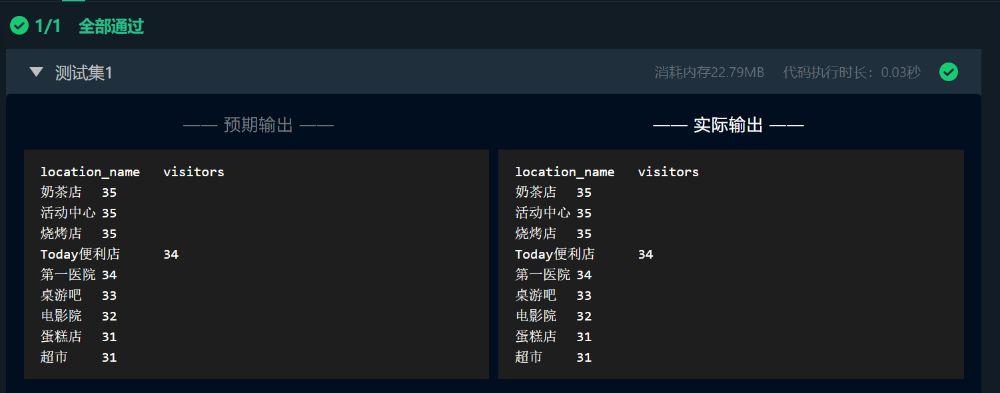 1/1 全部通过
测试集1 消耗内存22.79MB 代码执行时长：0.03秒
—— 预期输出 ——
location_name visitors
奶茶店 35
活动中心 35
烧烤店 35
Today便利店 34
第一医院 34
桌游吧 33
电影院 32
蛋糕店 31
超市 31
—— 实际输出 ——
location_name visitors
奶茶店 35
活动中心 35
烧烤店 35
Today便利店 34
第一医院 34
桌游吧 33
电影院 32
蛋糕店 31
超市 31